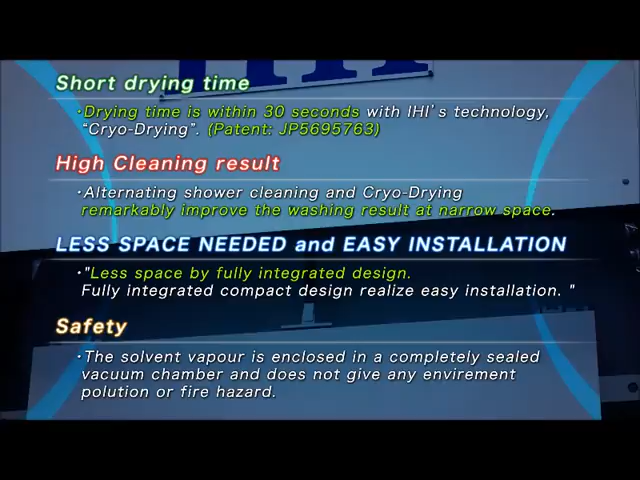 IHI
Short drying time
・Drying time is within 30 seconds with IHI's technology,
"Cryo-Drying". (Patent: JP5695763)
High Cleaning result
・Alternating shower cleaning and Cryo-Drying
remarkably improve the washing result at narrow space.
LESS SPACE NEEDED and EASY INSTALLATION
・"Less space by fully integrated design.
Fully integrated compact design realize easy installation. "
Safety
・The solvent vapour is enclosed in a completely sealed
vacuum chamber and does not give any envirement
polution or fire hazard.